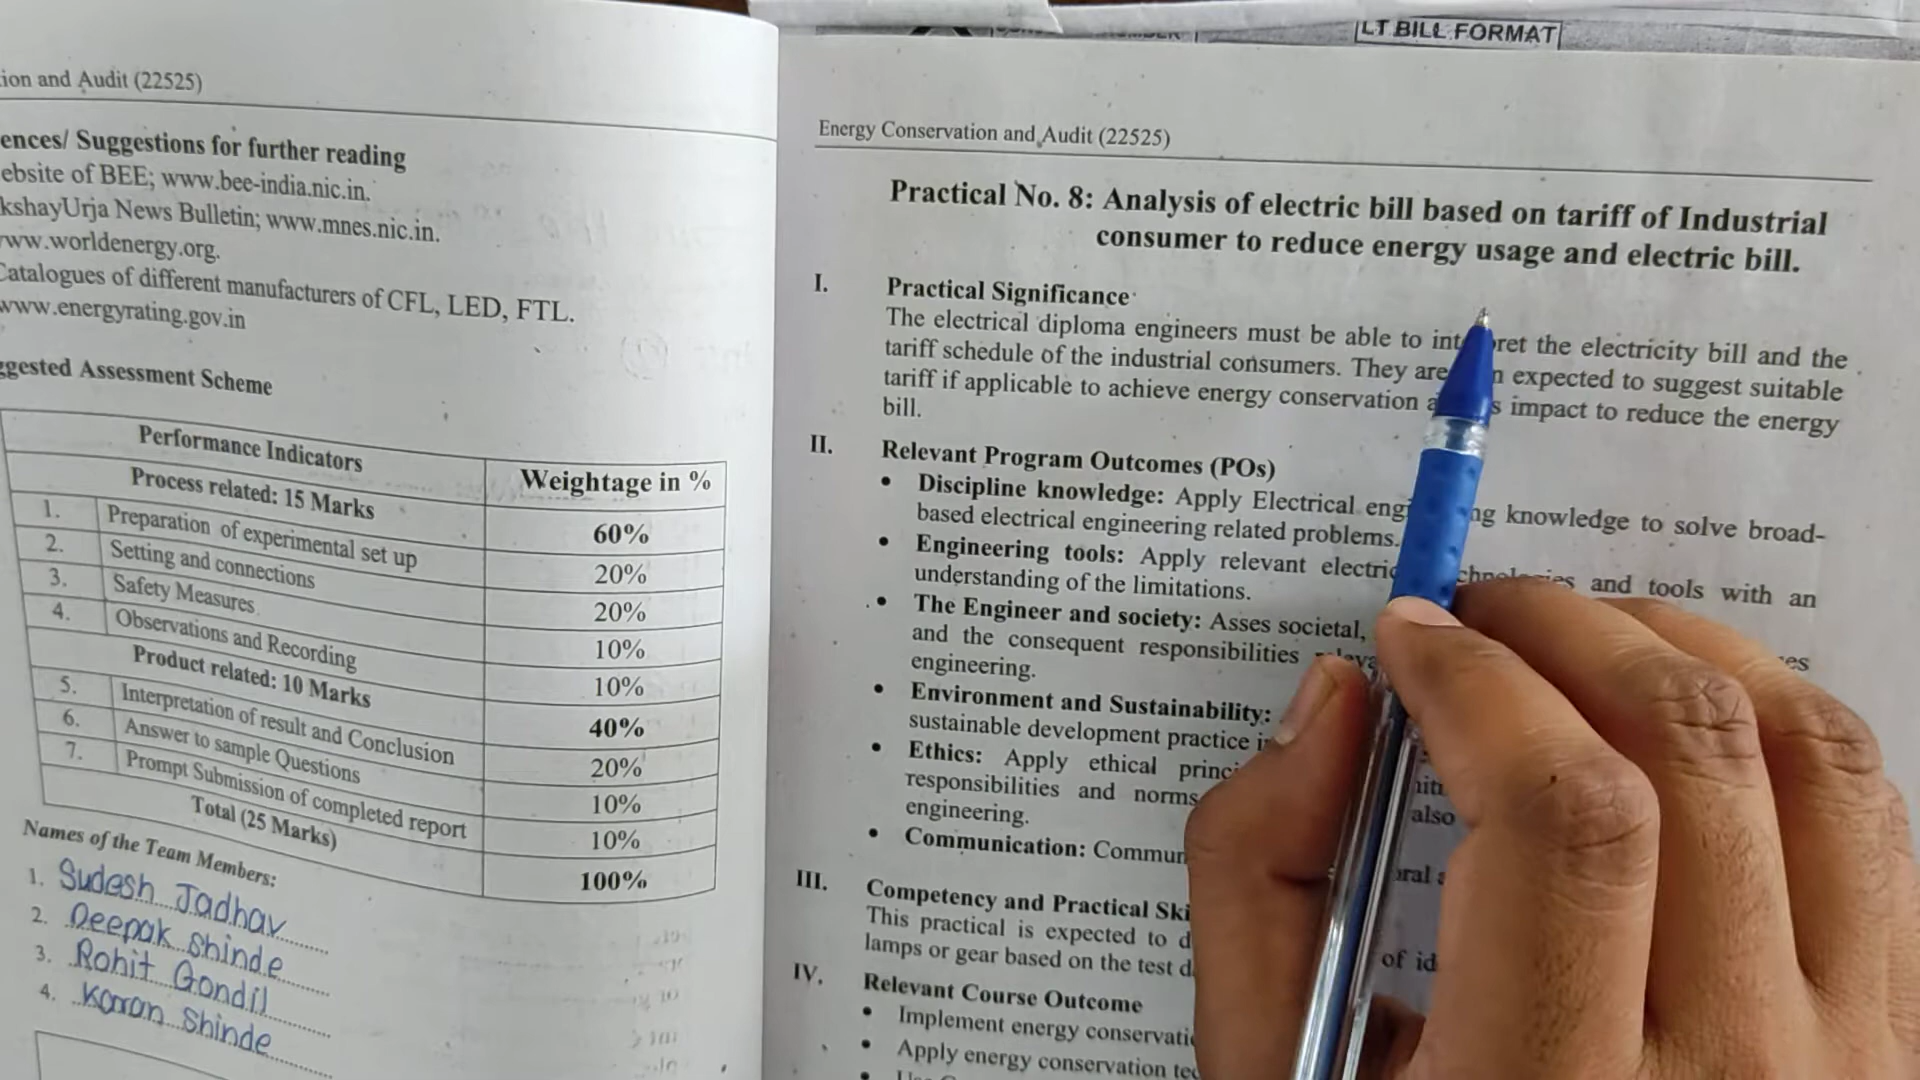 LT BILL FORMAT
ion and Audit (22525)
ences/ Suggestions for further reading
ebsite of BEE; www.bee-india.nic.in.
kshayUrja News Bulletin; www.mnes.nic.in.
www.worldenergy.org.
Catalogues of different manufacturers of CFL, LED, FTL.
www.energyrating.gov.in
ggested Assessment Scheme
Performance Indicators Weightage in %
Process related: 15 Marks 60%
1. Preparation of experimental set up 20%
2. Setting and connections 20%
3. Safety Measures 10%
4. Observations and Recording 10%
Product related: 10 Marks 40%
5. Interpretation of result and Conclusion 20%
6. Answer to sample Questions 10%
7. Prompt Submission of completed report 10%
Total (25 Marks) 100%
Names of the Team Members:
1. Sudesh Jadhav
2. Deepak Shinde
3. Rohit Gondil
4. Karan Shinde
Energy Conservation and Audit (22525)
Practical No. 8: Analysis of electric bill based on tariff of Industrial
consumer to reduce energy usage and electric bill.
I. Practical Significance
The electrical diploma engineers must be able to int pret the electricity bill and the
tariff schedule of the industrial consumers. They are n expected to suggest suitable
tariff if applicable to achieve energy conservation a s impact to reduce the energy
bill.
II. Relevant Program Outcomes (POs)
• Discipline knowledge: Apply Electrical eng ng knowledge to solve broad-
based electrical engineering related problems.
• Engineering tools: Apply relevant electric and tools with an
understanding of the limitations.
• The Engineer and society: Asses societal,
and the consequent responsibilities
engineering.
• Environment and Sustainability:
sustainable development practice i
• Ethics: Apply ethical princ
responsibilities and norms also
engineering.
• Communication: Commun oral a
III. Competency and Practical Ski
This practical is expected to d
lamps or gear based on the test d of id
IV. Relevant Course Outcome
• Implement energy conservati
• Apply energy conservation tec